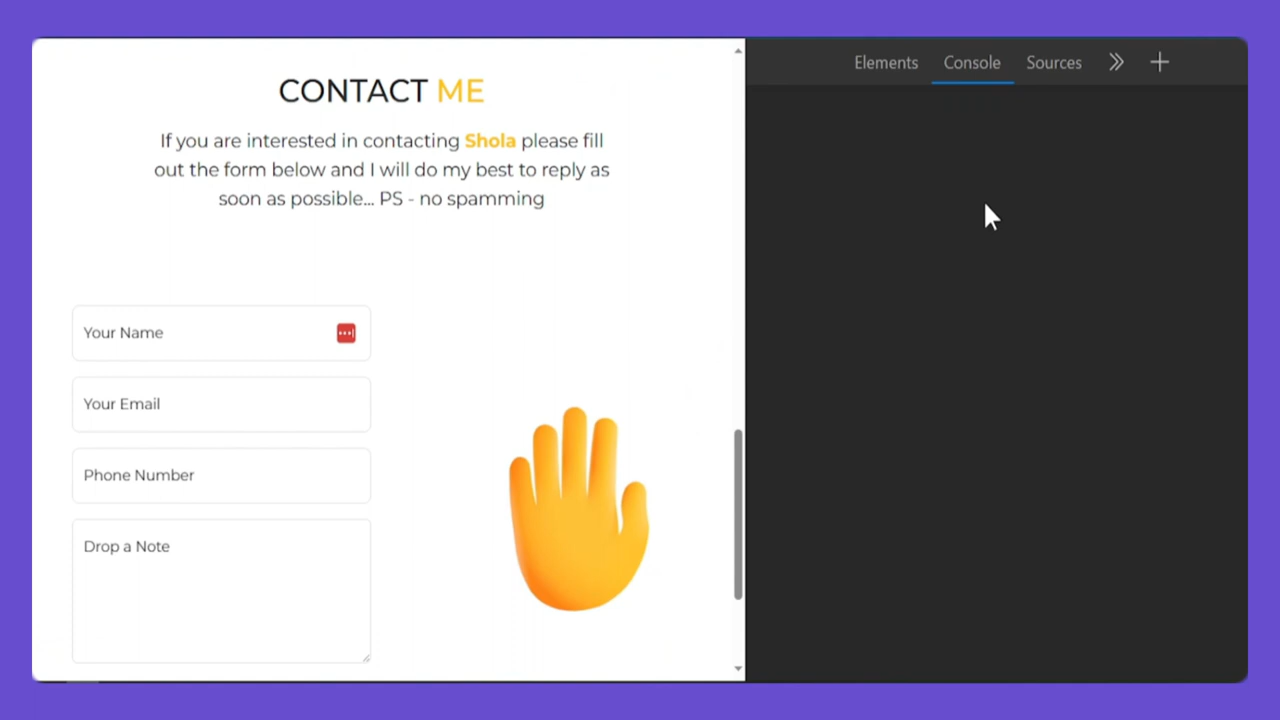 CONTACT ME
If you are interested in contacting Shola please fill
out the form below and I will do my best to reply as
soon as possible... PS - no spamming
Your Name
Your Email
Phone Number
Drop a Note
Elements Console Sources